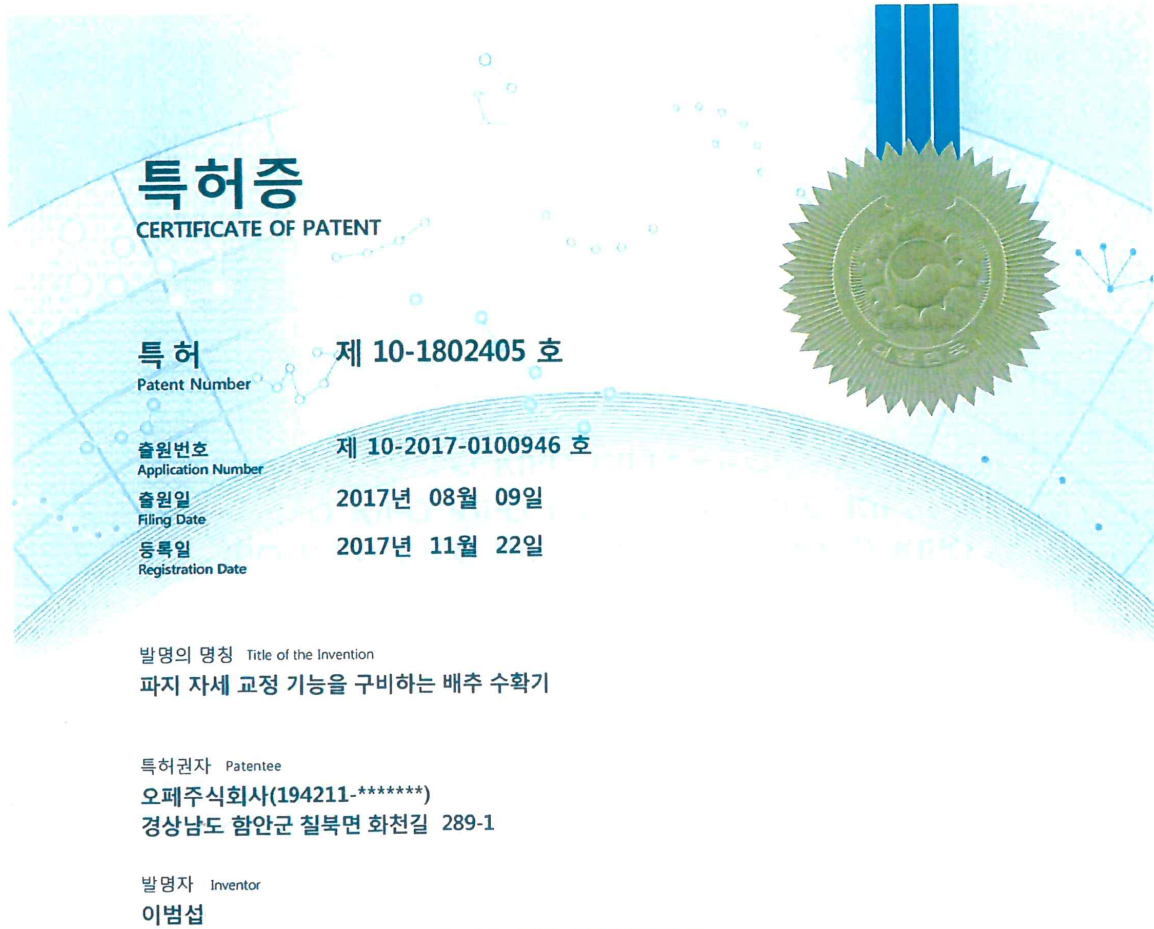 특허증
CERTIFICATE OF PATENT
특 허 제 10-1802405 호
Patent Number
출원번호 제 10-2017-0100946 호
Application Number
출원일 2017년 08월 09일
Filing Date
등록일 2017년 11월 22일
Registration Date
발명의 명칭 Title of the Invention
파지 자세 교정 기능을 구비하는 배추 수확기
특허권자 Patentee
오페주식회사(194211-*******)
경상남도 함안군 칠북면 화천길 289-1
발명자 Inventor
이범섭